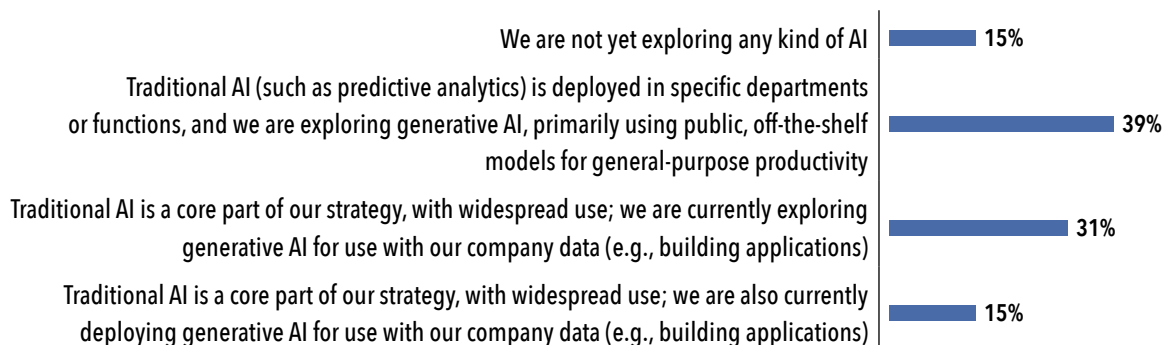 We are not yet exploring any kind of AI
15%
Traditional AI (such as predictive analytics) is deployed in specific departments
or functions, and we are exploring generative AI, primarily using public, off-the-shelf
models for general-purpose productivity
39%
Traditional AI is a core part of our strategy, with widespread use; we are currently exploring
generative AI for use with our company data (e.g., building applications)
31%
Traditional AI is a core part of our strategy, with widespread use; we are also currently
deploying generative AI for use with our company data (e.g., building applications)
15%